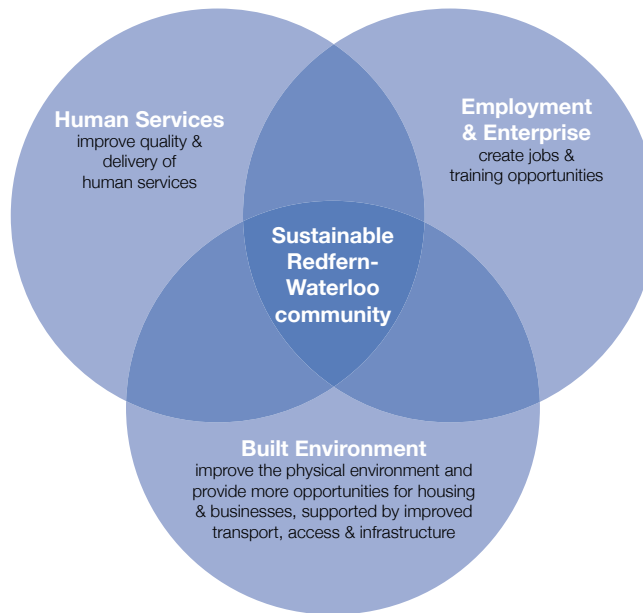 Human Services
improve quality &
delivery of
human services
Employment
& Enterprise
create jobs &
training opportunities
Sustainable
Redfern-
Waterloo
community
Built Environment
improve the physical environment and
provide more opportunities for housing
& businesses, supported by improved
transport, access & infrastructure